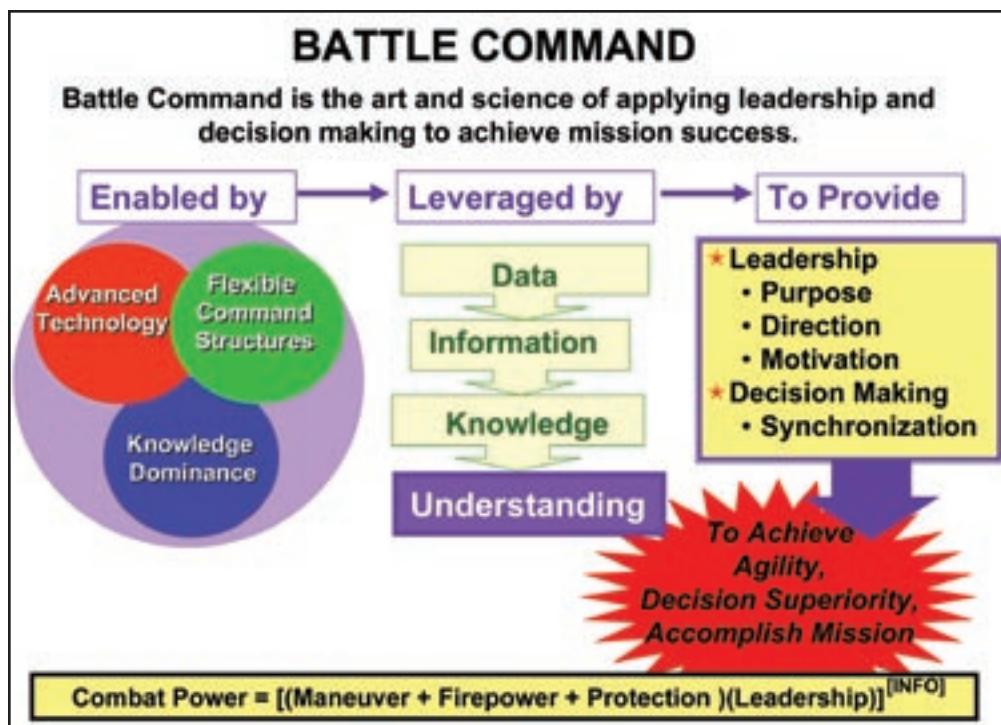 BATTLE COMMAND
Battle Command is the art and science of applying leadership and
decision making to achieve mission success.
Enabled by
Leveraged by
To Provide
Advanced
Technology
Flexible
Command
Structures
Knowledge
Dominance
Data
Information
Knowledge
Understanding
* Leadership
• Purpose
• Direction
• Motivation
* Decision Making
• Synchronization
To Achieve
Agility,
Decision Superiority,
Accomplish Mission
Combat Power = [(Maneuver + Firepower + Protection )(Leadership)][INFO]